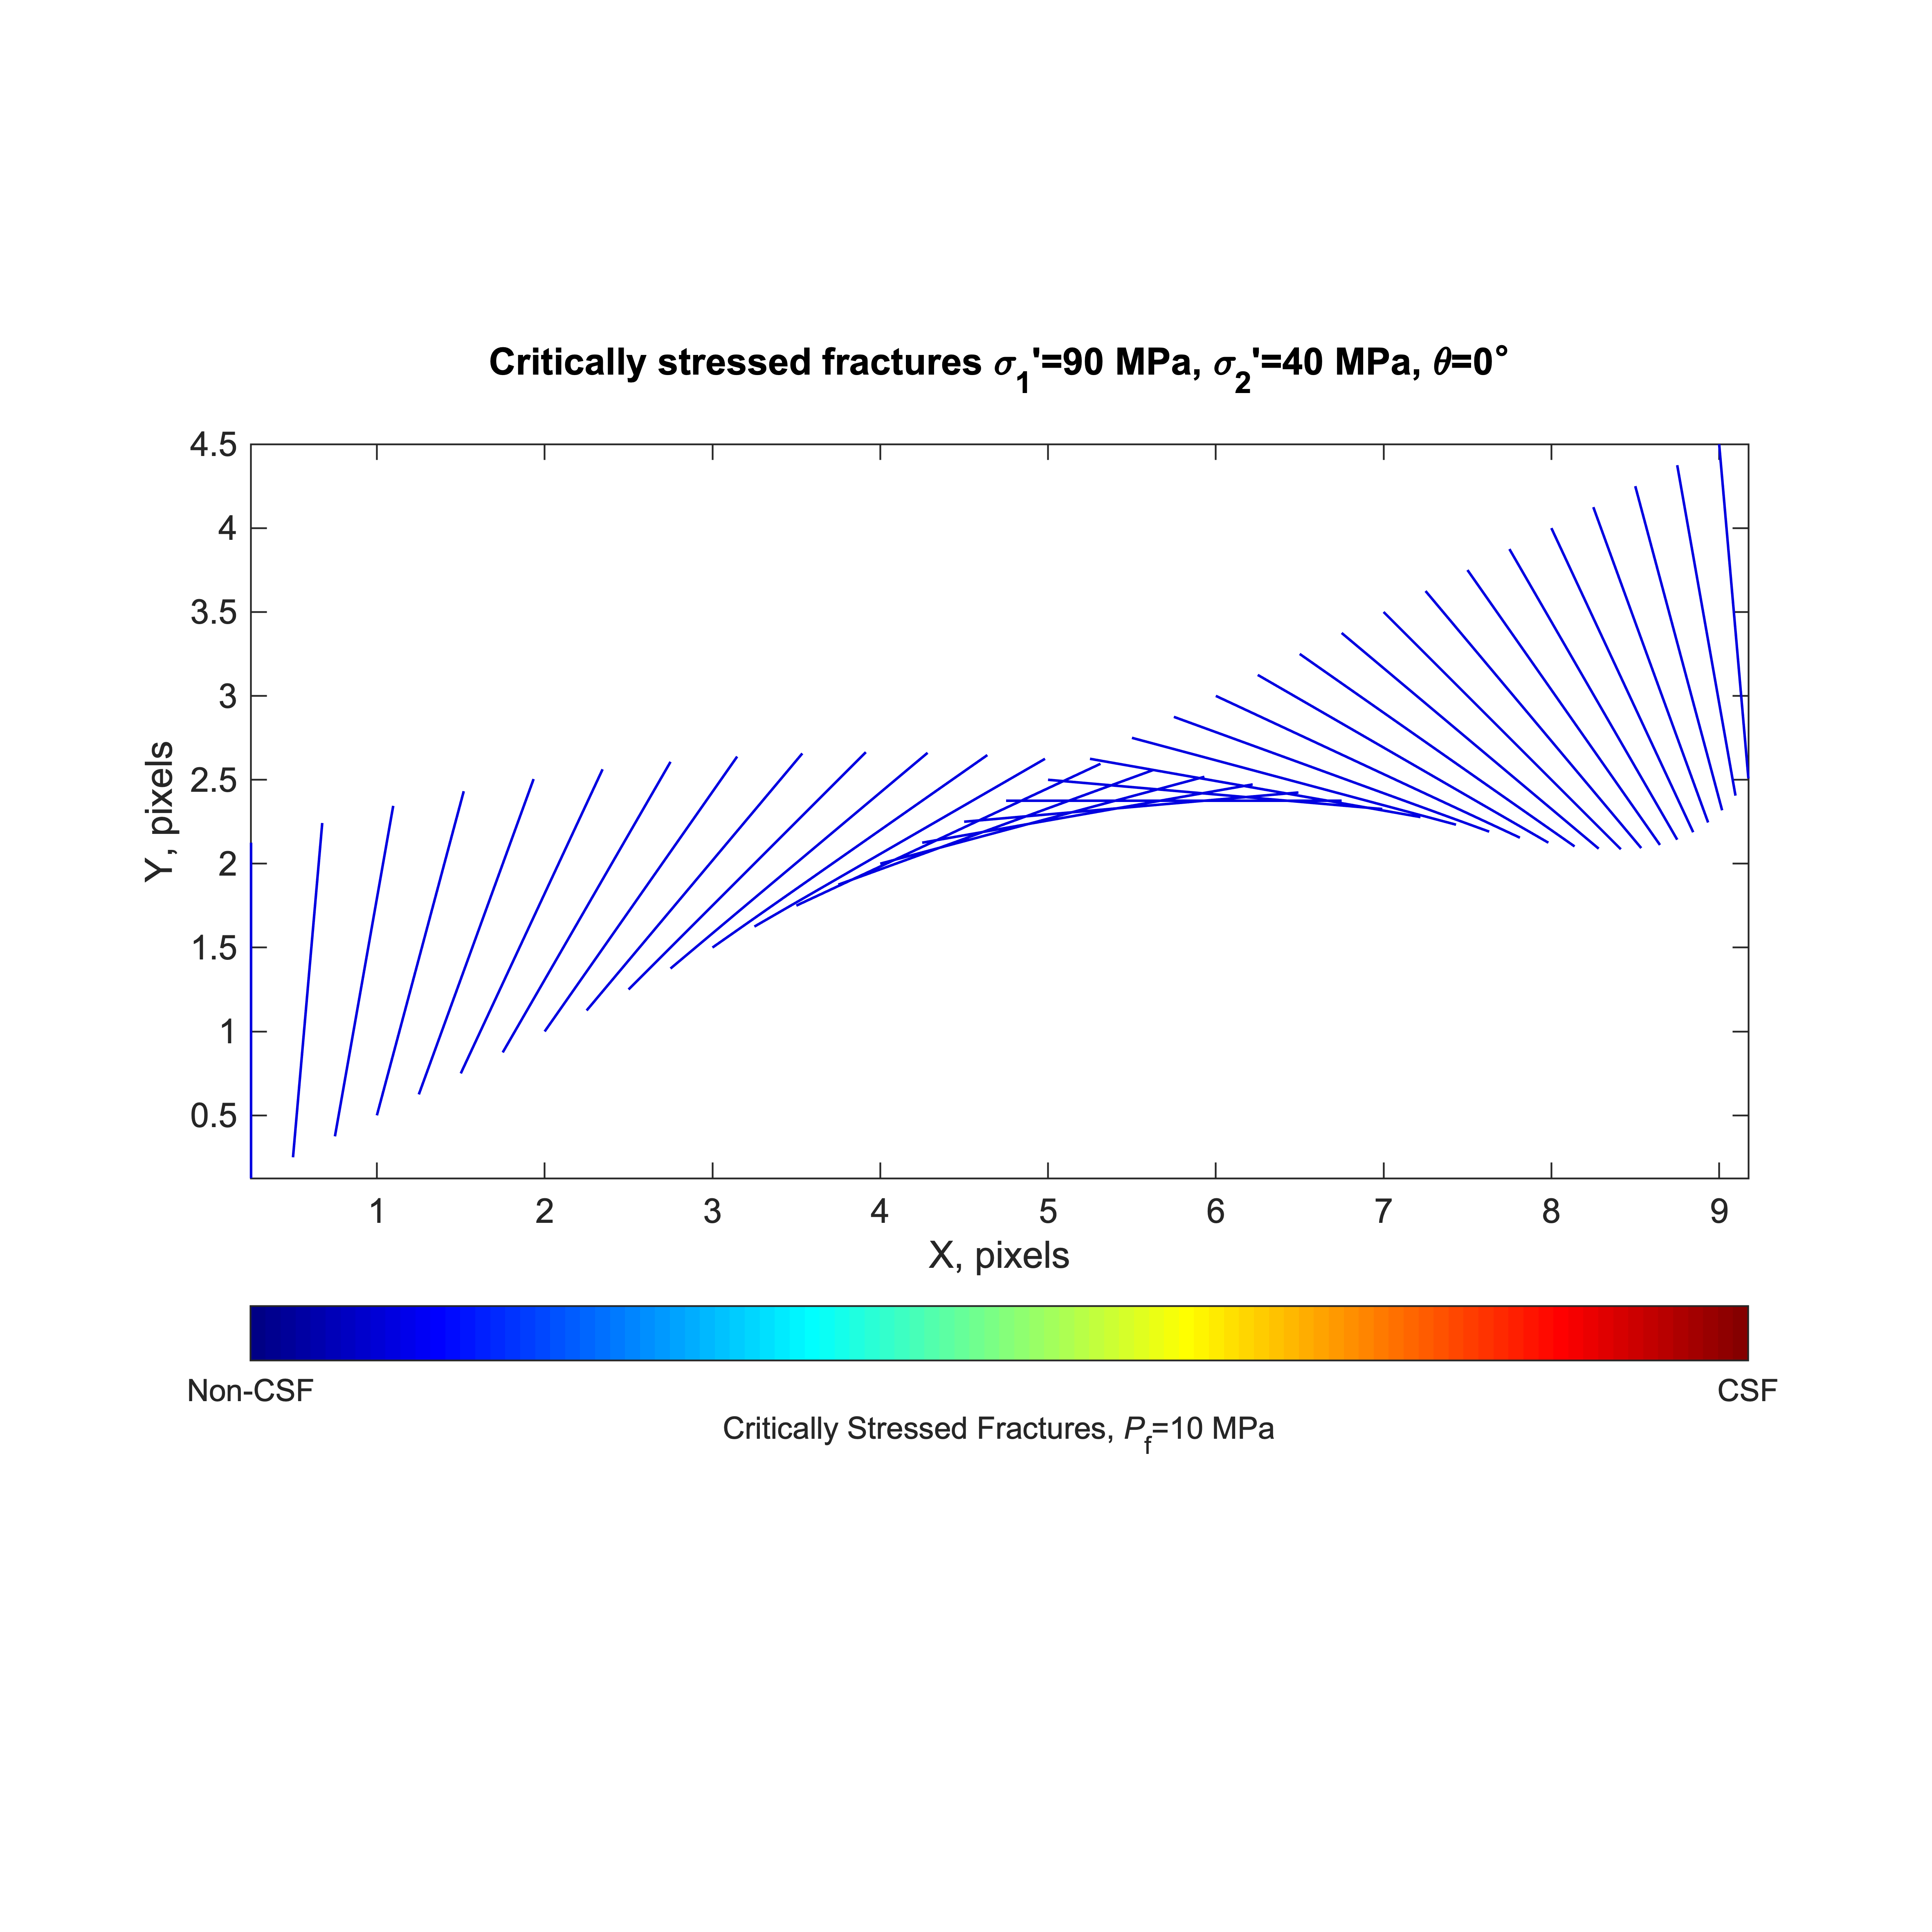 Critically stressed fractures σ1'=90 MPa, σ2'=40 MPa, θ=0°
4.5
4
3.5
3
2.5
2
1.5
1
0.5
Y, pixels
1 2 3 4 5 6 7 8 9
X, pixels
Non-CSF CSF
Critically Stressed Fractures, Pf=10 MPa